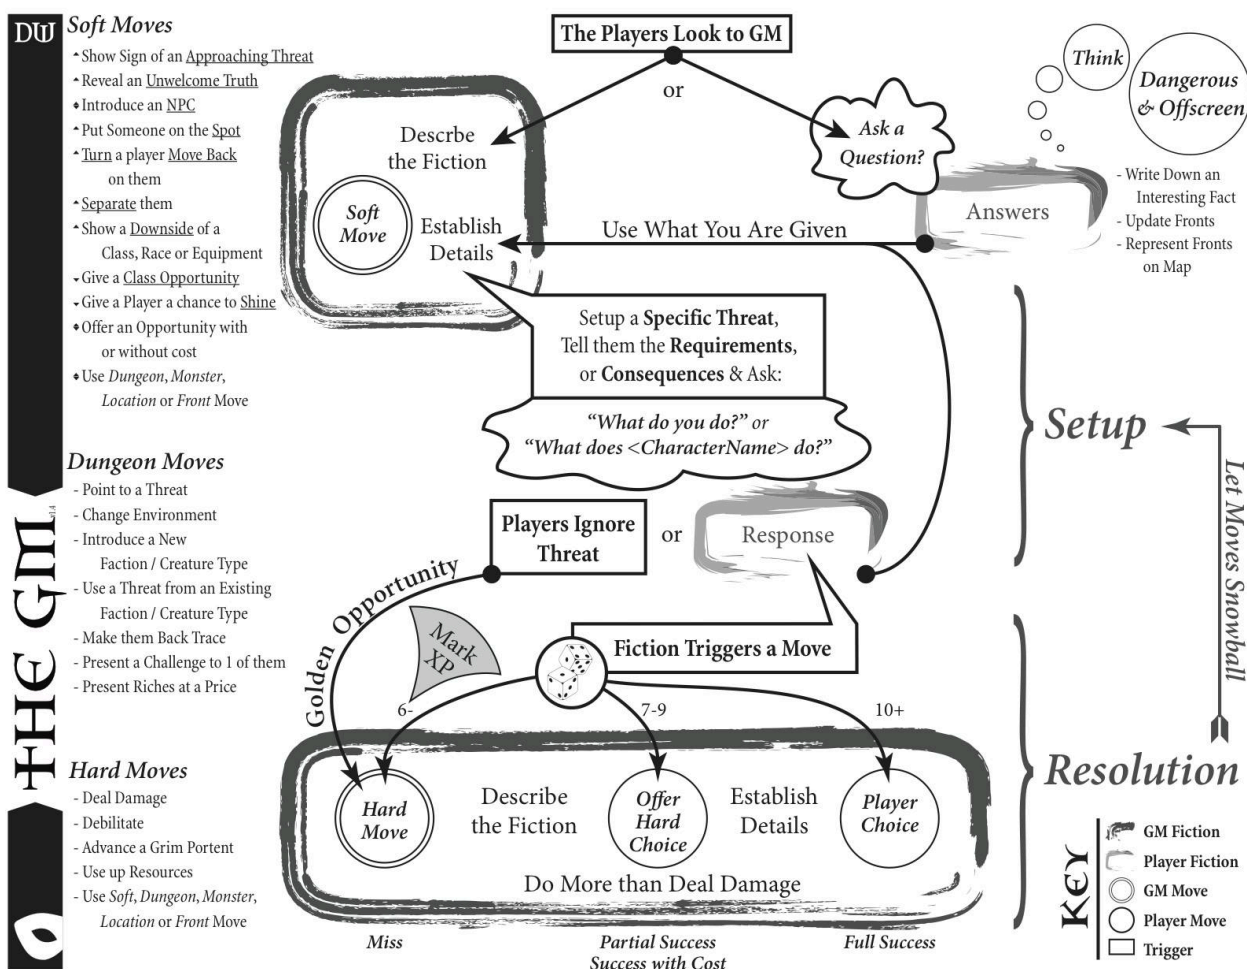 DW
THE GM
v1.4
Soft Moves
Show Sign of an Approaching Threat
Reveal an Unwelcome Truth
Introduce an NPC
Put Someone on the Spot
Turn a player Move Back
on them
Separate them
Show a Downside of a
Class, Race or Equipment
Give a Class Opportunity
Give a Player a chance to Shine
Offer an Opportunity with
or without cost
Use Dungeon, Monster,
Location or Front Move
Dungeon Moves
- Point to a Threat
- Change Environment
- Introduce a New
Faction / Creature Type
- Use a Threat from an Existing
Faction / Creature Type
- Make them Back Trace
- Present a Challenge to 1 of them
- Present Riches at a Price
Hard Moves
- Deal Damage
- Debilitate
- Advance a Grim Portent
- Use up Resources
- Use Soft, Dungeon, Monster,
Location or Front Move
The Players Look to GM
or
Descrbe
the Fiction
Soft
Move
Establish
Details
Ask a
Question?
Think
Dangerous
& Offscreen
Answers
- Write Down an
Interesting Fact
- Update Fronts
- Represent Fronts
on Map
Use What You Are Given
Setup a Specific Threat,
Tell them the Requirements,
or Consequences & Ask:
“What do you do?” or
“What does <CharacterName> do?”
Setup
Let Moves Snowball
Players Ignore
Threat
or
Response
Golden Opportunity
Mark
XP
Fiction Triggers a Move
6-
7-9
10+
Hard
Move
Describe
the Fiction
Offer
Hard
Choice
Establish
Details
Player
Choice
Do More than Deal Damage
Resolution
Miss
Partial Success
Success with Cost
Full Success
KEY
GM Fiction
Player Fiction
GM Move
Player Move
Trigger